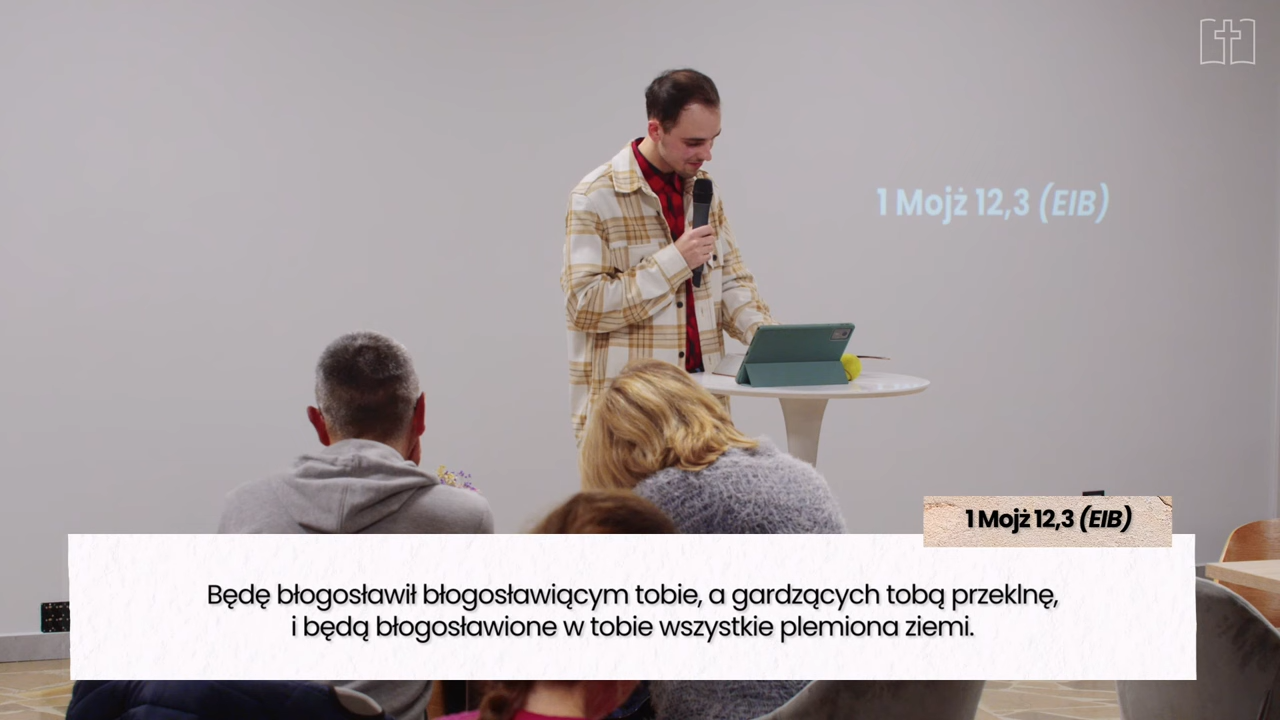 1 Mojż 12,3 (EIB)
1 Mojż 12,3 (EIB)
Będę błogosławił błogosławiącym tobie, a gardzących tobą przeklnę,
i będą błogosławione w tobie wszystkie plemiona ziemi.